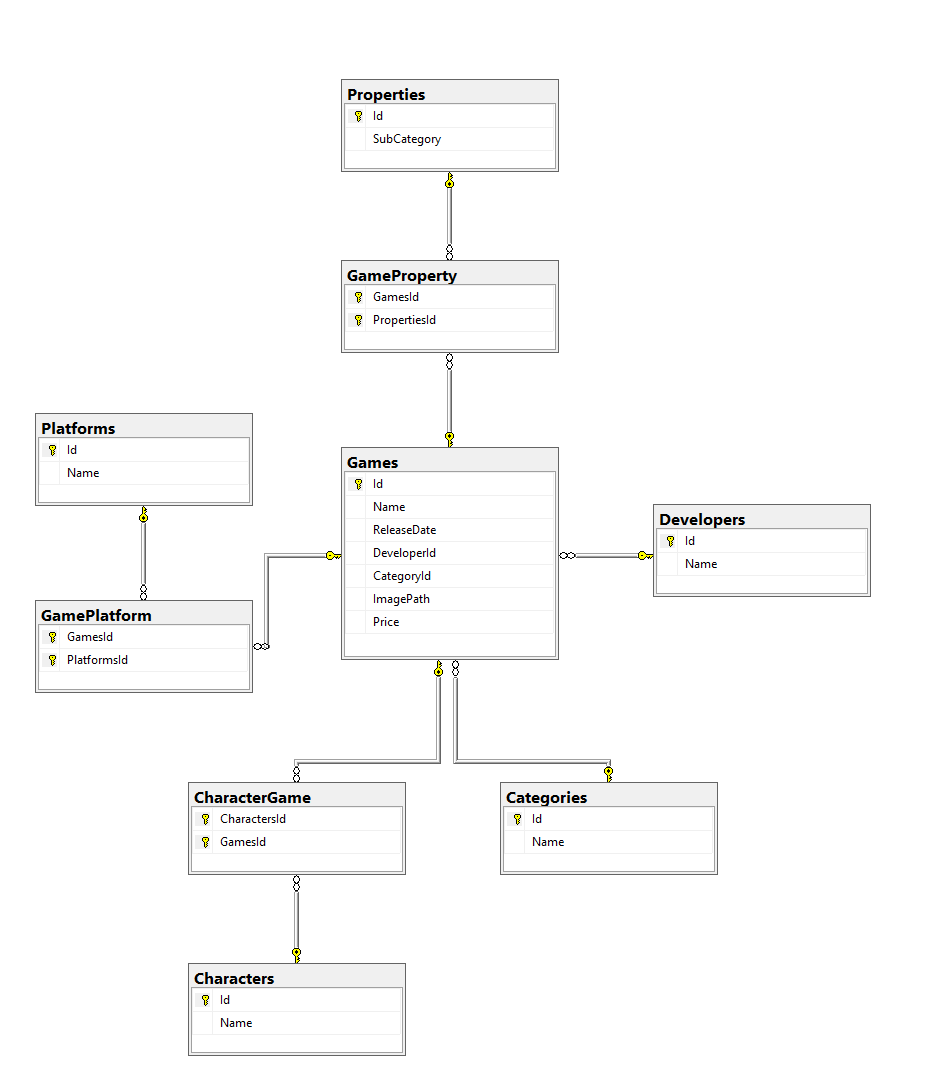 Properties
Id
SubCategory
GameProperty
GamesId
PropertiesId
Platforms
Id
Name
Games
Id
Name
ReleaseDate
DeveloperId
CategoryId
ImagePath
Price
Developers
Id
Name
GamePlatform
GamesId
PlatformsId
CharacterGame
CharactersId
GamesId
Categories
Id
Name
Characters
Id
Name